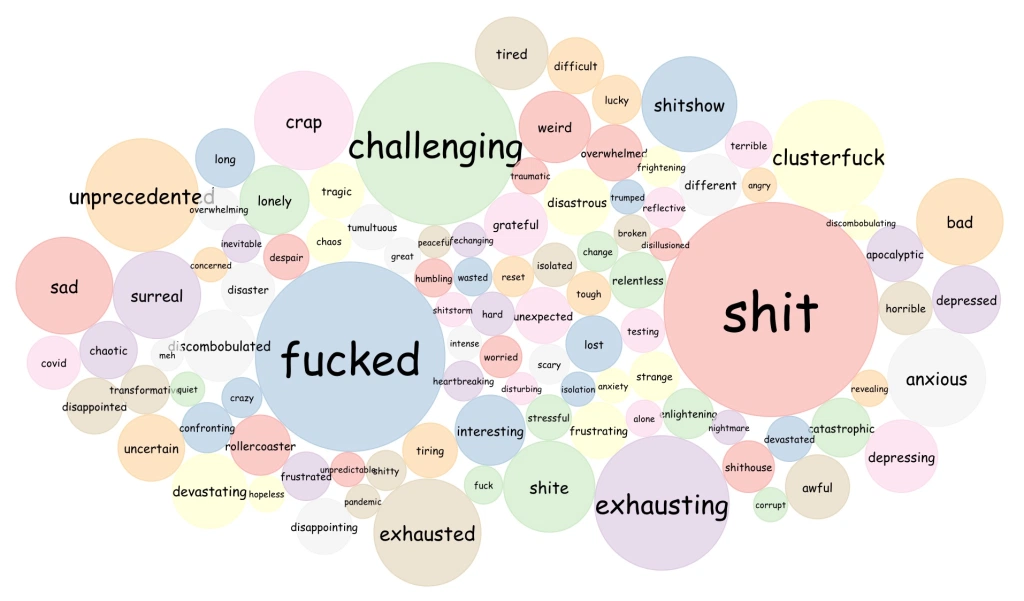 tired
difficult
lucky
shitshow
crap
challenging
weird
overwhelmed
terrible
clusterfuck
long
frightening
traumatic
different
angry
tragic
unprecedented
lonely
overwhelming
disastrous
trumped
reflective
tumultuous
grateful
discombobulating
bad
inevitable
chaos
peaceful
broken
disillusioned
great
change
apocalyptic
despair
concerned
isolated
humbling
wasted
reset
relentless
sad
surreal
disaster
tough
depressed
shitstorm
hard
unexpected
horrible
shit
testing
intense
lost
discombobulated
chaotic
meh
covid
fucked
worried
scary
strange
anxious
heartbreaking
disturbing
isolation
anxiety
revealing
transformative
quiet
crazy
disappointed
stressful
alone
enlightening
confronting
interesting
frustrating
nightmare
catastrophic
devastated
uncertain
rollercoaster
tiring
depressing
unpredictable
shitty
shithouse
frustrated
fuck
shite
awful
devastating
hopeless
pandemic
exhausting
corrupt
disappointing
exhausted